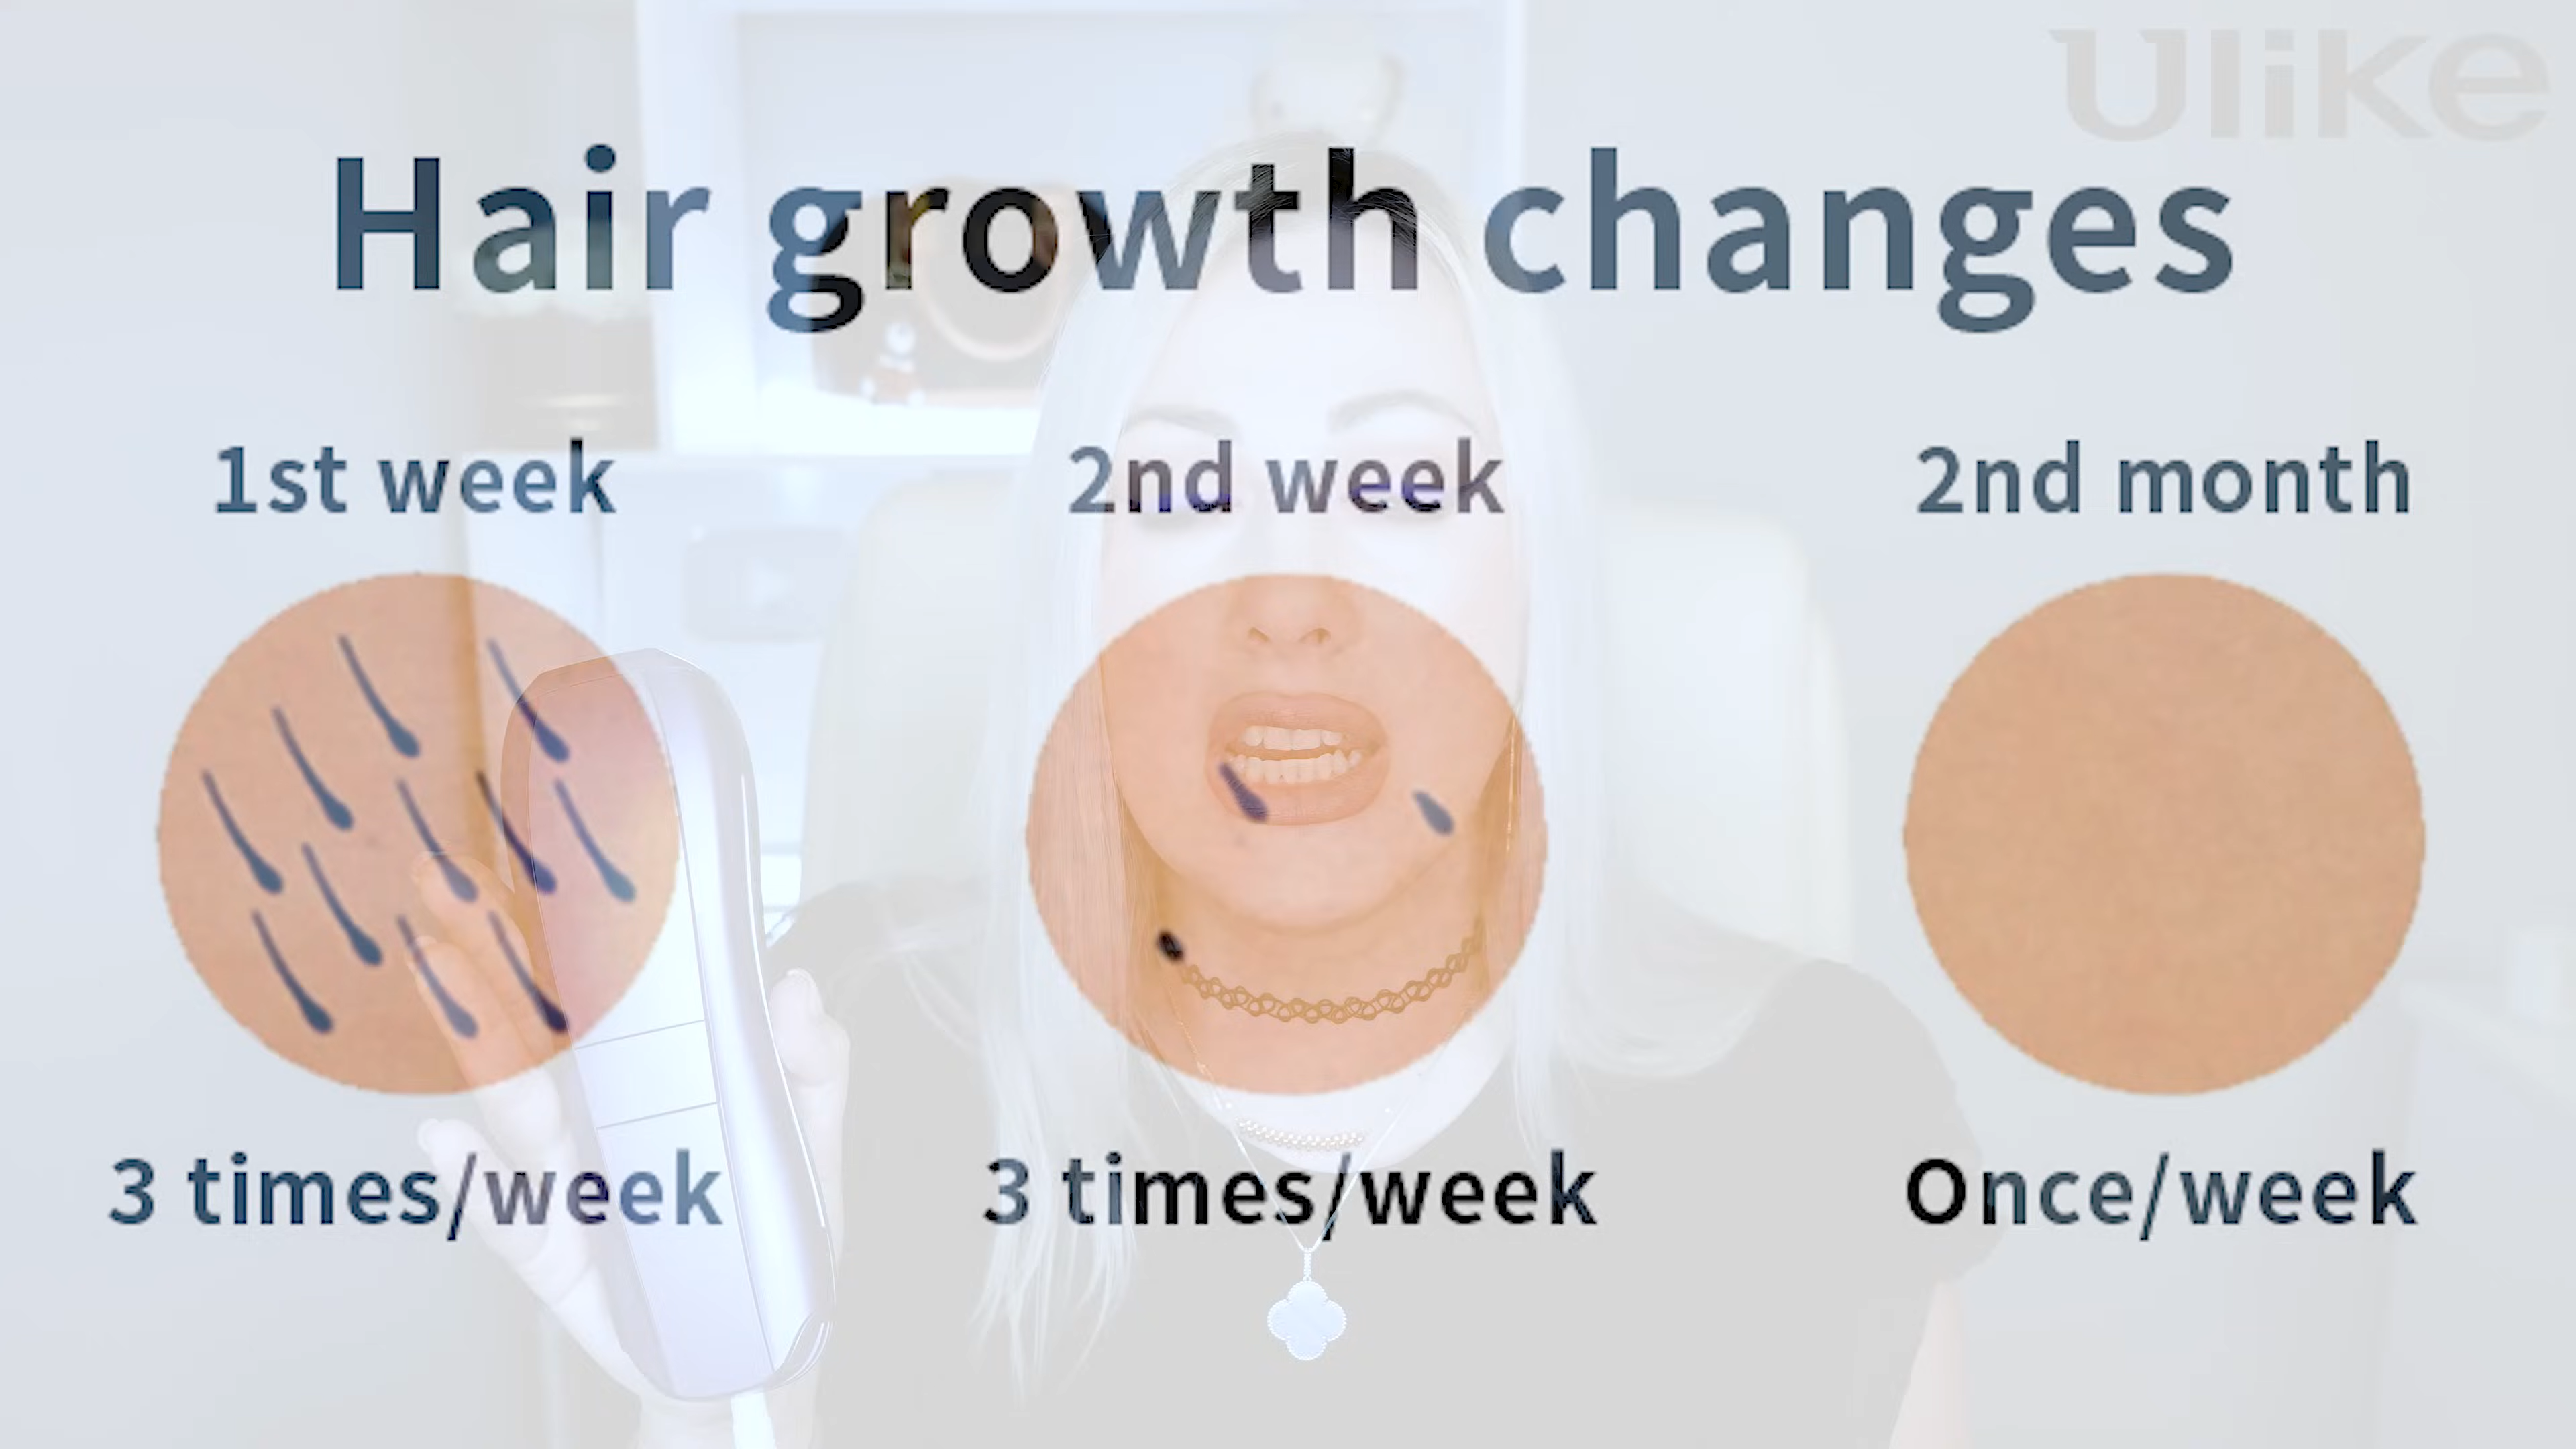 Ulike
Hair growth changes
1st week
2nd week
2nd month
3 times/week
3 times/week
Once/week